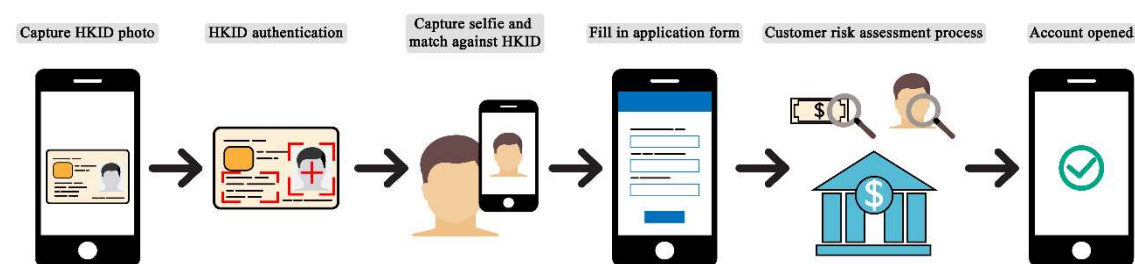 Capture HKID photo
HKID authentication
Capture selfie and
match against HKID
Fill in application form
Customer risk assessment process
Account opened
$
$